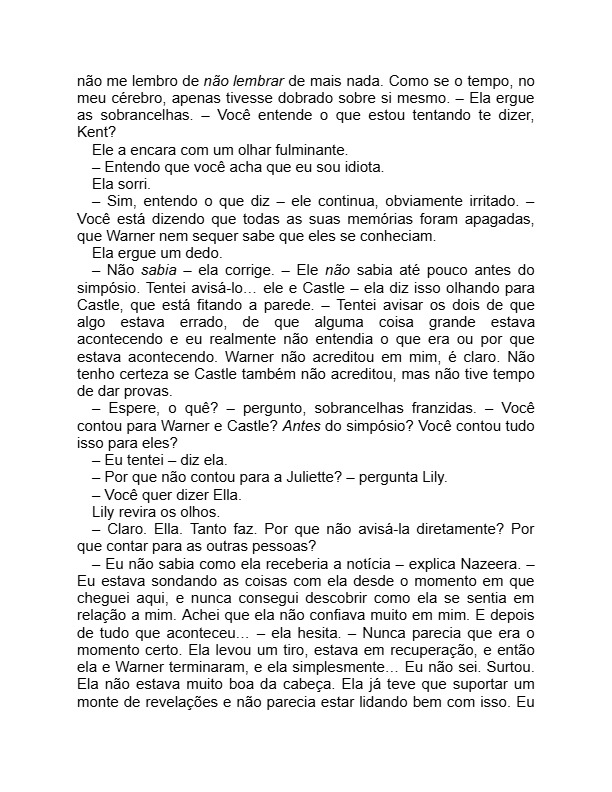 não me lembro de não lembrar de mais nada. Como se o tempo, no
meu cérebro, apenas tivesse dobrado sobre si mesmo. – Ela ergue
as sobrancelhas. – Você entende o que estou tentando te dizer,
Kent?
Ele a encara com um olhar fulminante.
– Entendo que você acha que eu sou idiota.
Ela sorri.
– Sim, entendo o que diz – ele continua, obviamente irritado. –
Você está dizendo que todas as suas memórias foram apagadas,
que Warner nem sequer sabe que eles se conheciam.
Ela ergue um dedo.
– Não sabia – ela corrige. – Ele não sabia até pouco antes do
simpósio. Tentei avisá-lo… ele e Castle – ela diz isso olhando para
Castle, que está fitando a parede. – Tentei avisar os dois de que
algo estava errado, de que alguma coisa grande estava
acontecendo e eu realmente não entendia o que era ou por que
estava acontecendo. Warner não acreditou em mim, é claro. Não
tenho certeza se Castle também não acreditou, mas não tive tempo
de dar provas.
– Espere, o quê? – pergunto, sobrancelhas franzidas. – Você
contou para Warner e Castle? Antes do simpósio? Você contou tudo
isso para eles?
– Eu tentei – diz ela.
– Por que não contou para a Juliette? – pergunta Lily.
– Você quer dizer Ella.
Lily revira os olhos.
– Claro. Ella. Tanto faz. Por que não avisá-la diretamente? Por
que contar para as outras pessoas?
– Eu não sabia como ela receberia a notícia – explica Nazeera. –
Eu estava sondando as coisas com ela desde o momento em que
cheguei aqui, e nunca consegui descobrir como ela se sentia em
relação a mim. Achei que ela não confiava muito em mim. E depois
de tudo que aconteceu… – ela hesita. – Nunca parecia que era o
momento certo. Ela levou um tiro, estava em recuperação, e então
ela e Warner terminaram, e ela simplesmente… Eu não sei. Surtou.
Ela não estava muito boa da cabeça. Ela já teve que suportar um
monte de revelações e não parecia estar lidando bem com isso. Eu